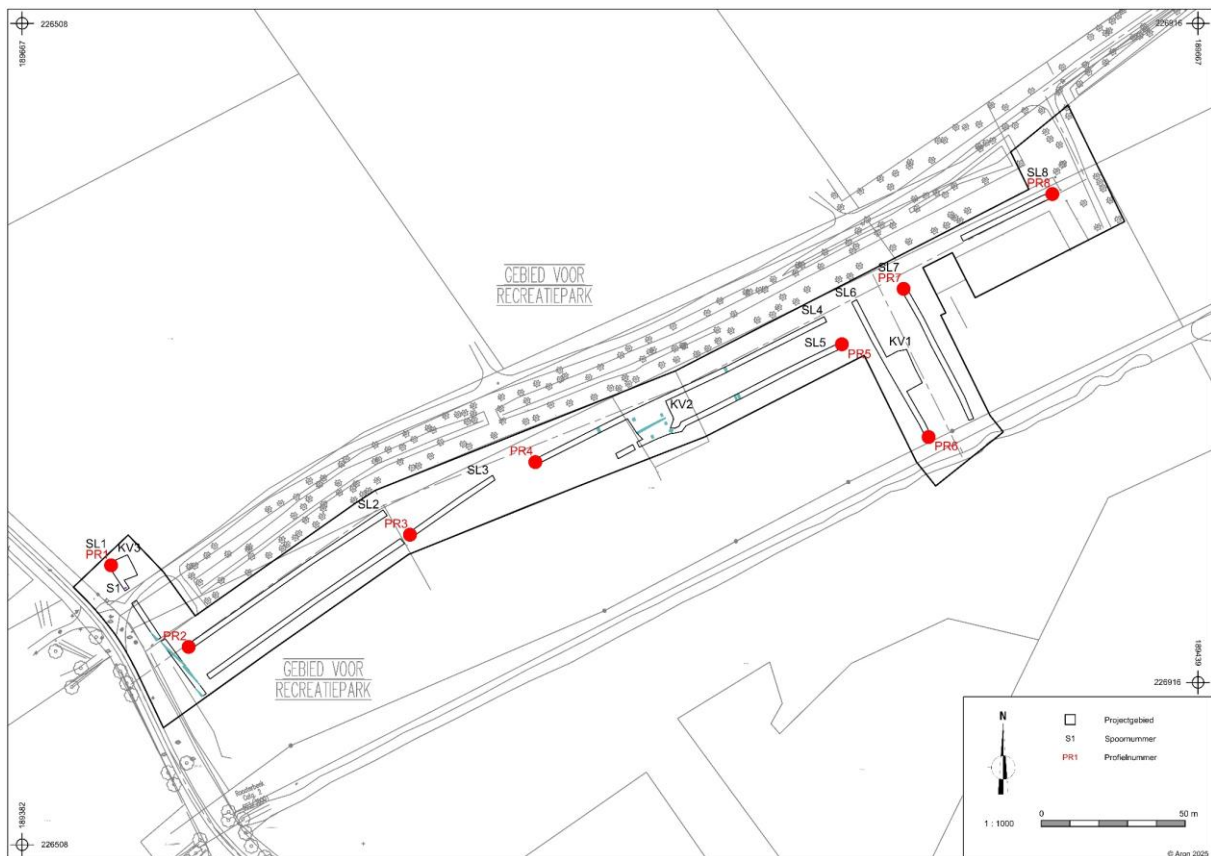 226508
189667
226916
189667
GEBIED VOOR
RECREATIEPARK
SL8
PR8
SL7
PR7
SL6
SL4
KV1
SL5
PR5
KV2
PR6
PR4
SL3
SL2
PR3
SL1
PR1
KV3
S1
PR2
GEBIED VOOR
RECREATIEPARK
189439
226916
N
Projectgebied
S1
Spoornummer
PR1
Profielnummer
1 : 1000
0
50 m
189382
226508
© Aron 2025